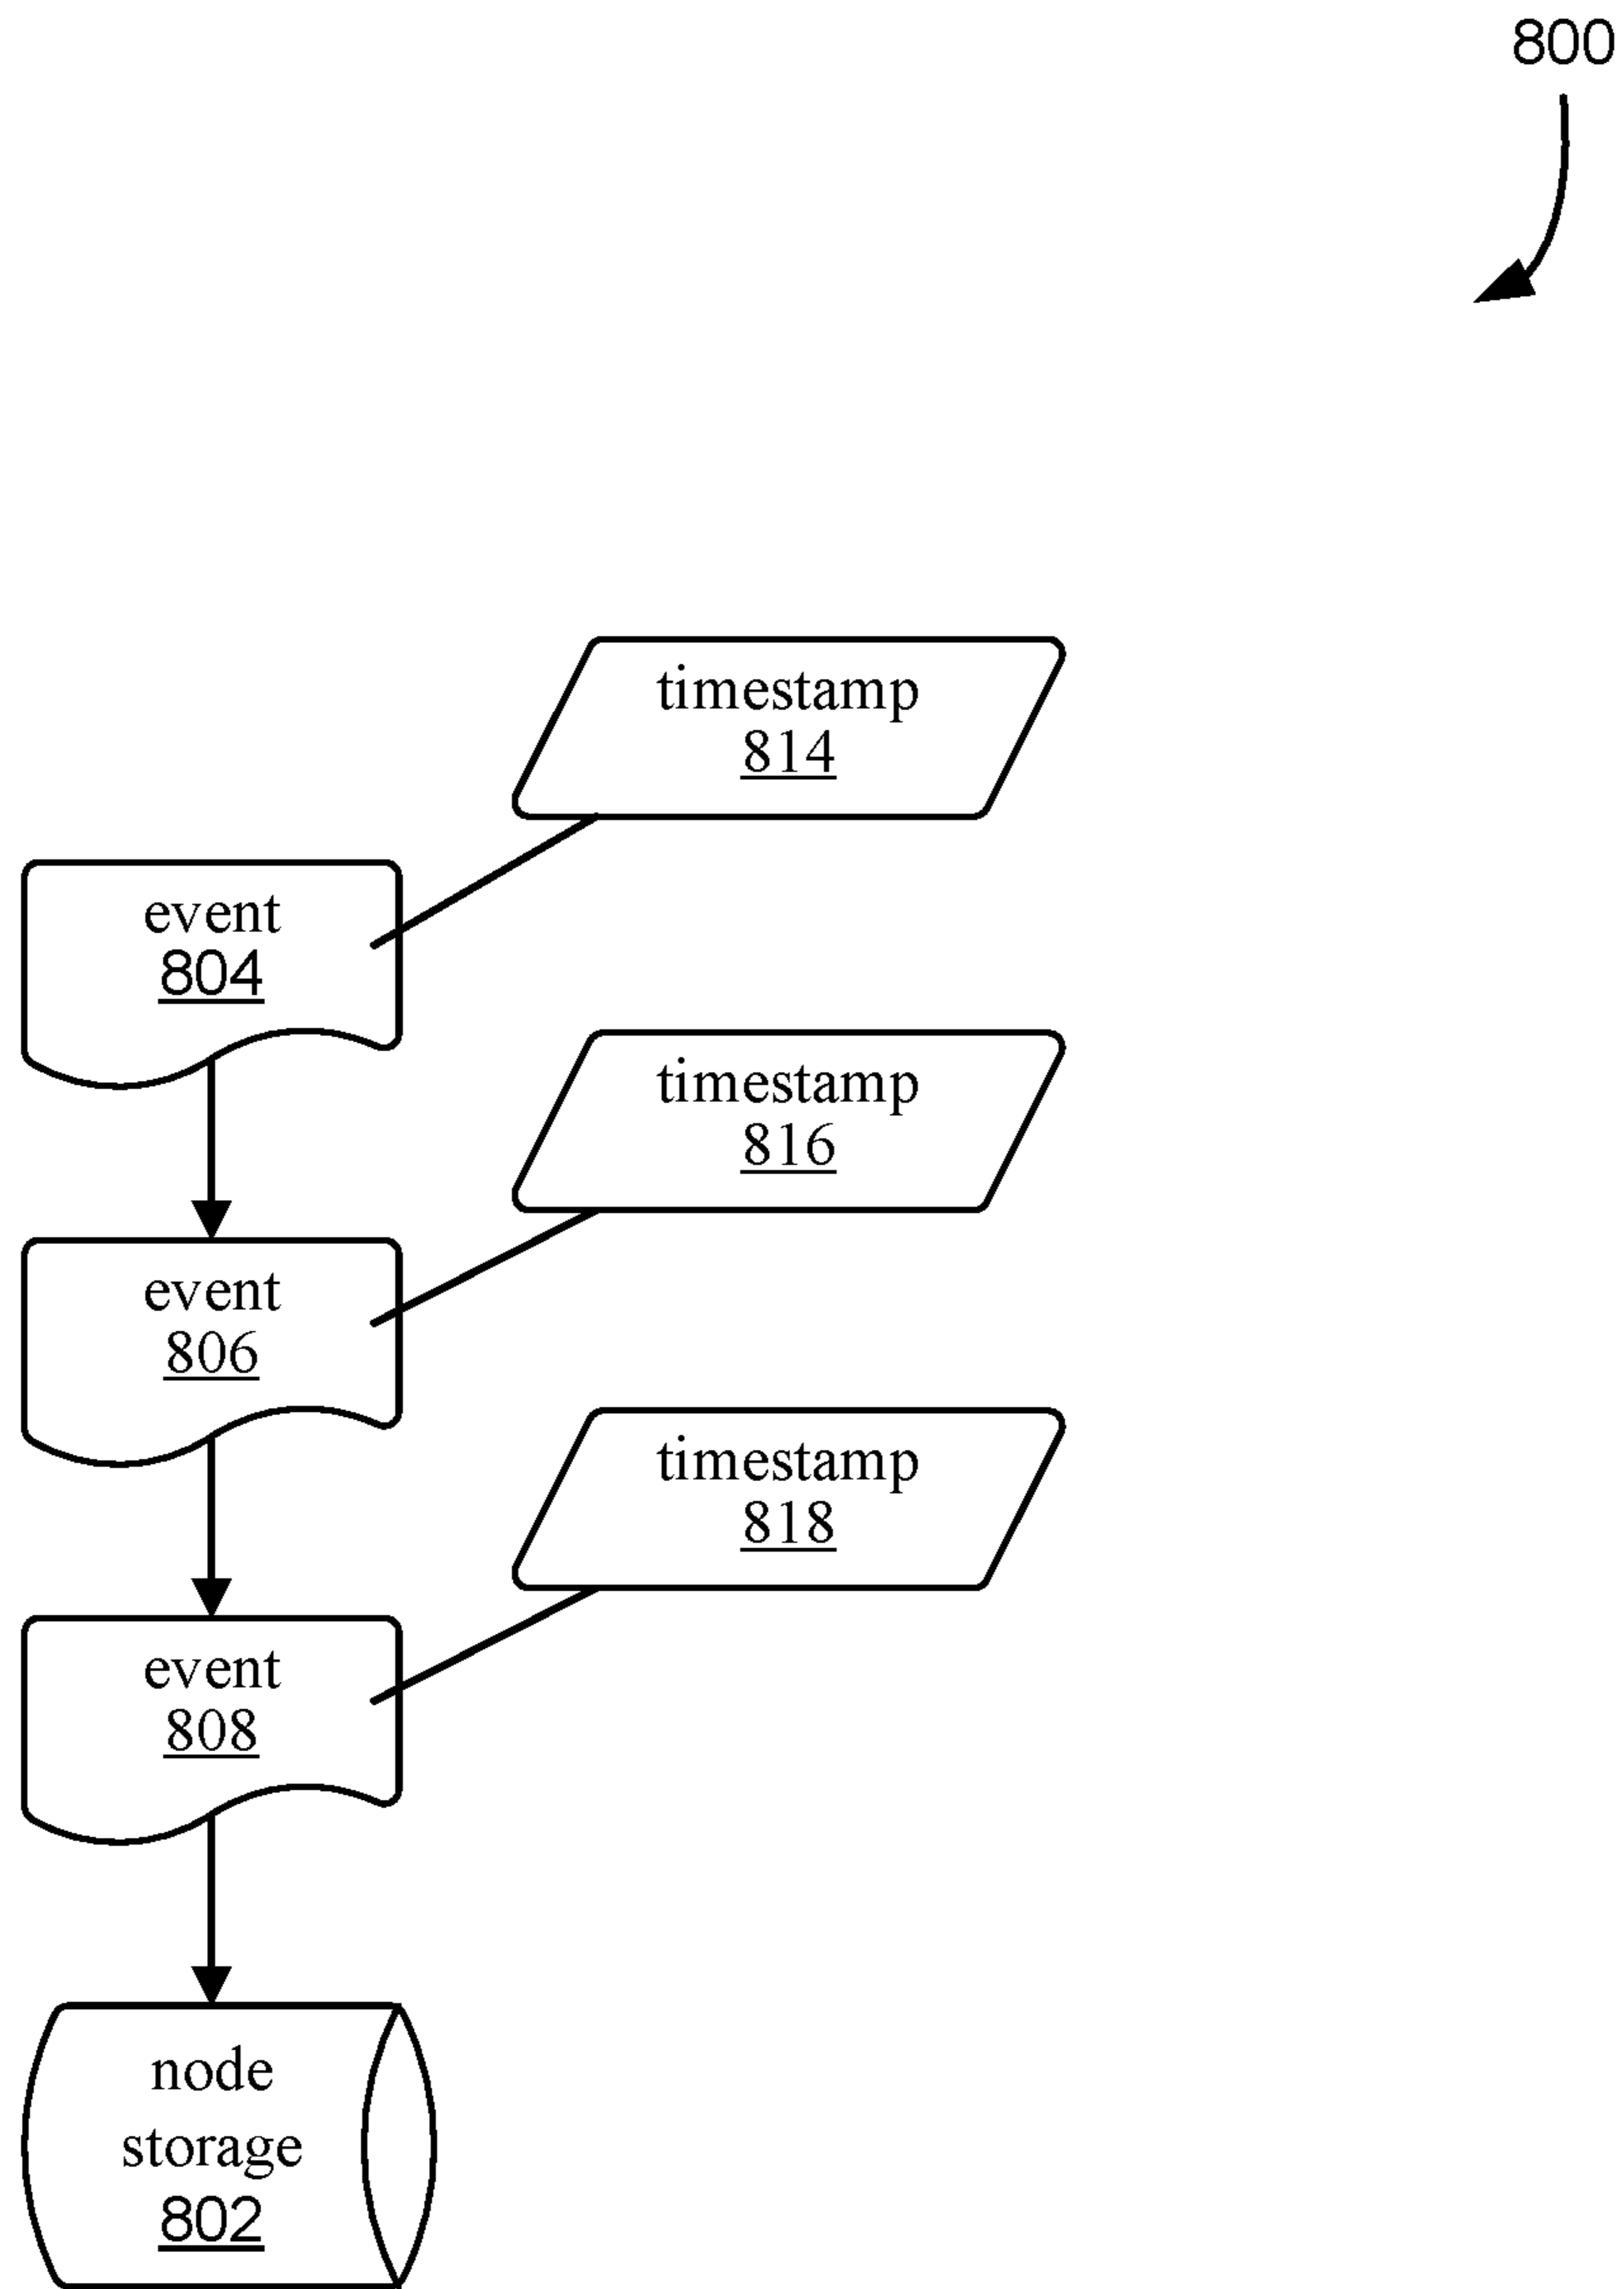 800
timestamp
814
event
804
timestamp
816
event
806
timestamp
818
event
808
node
storage
802